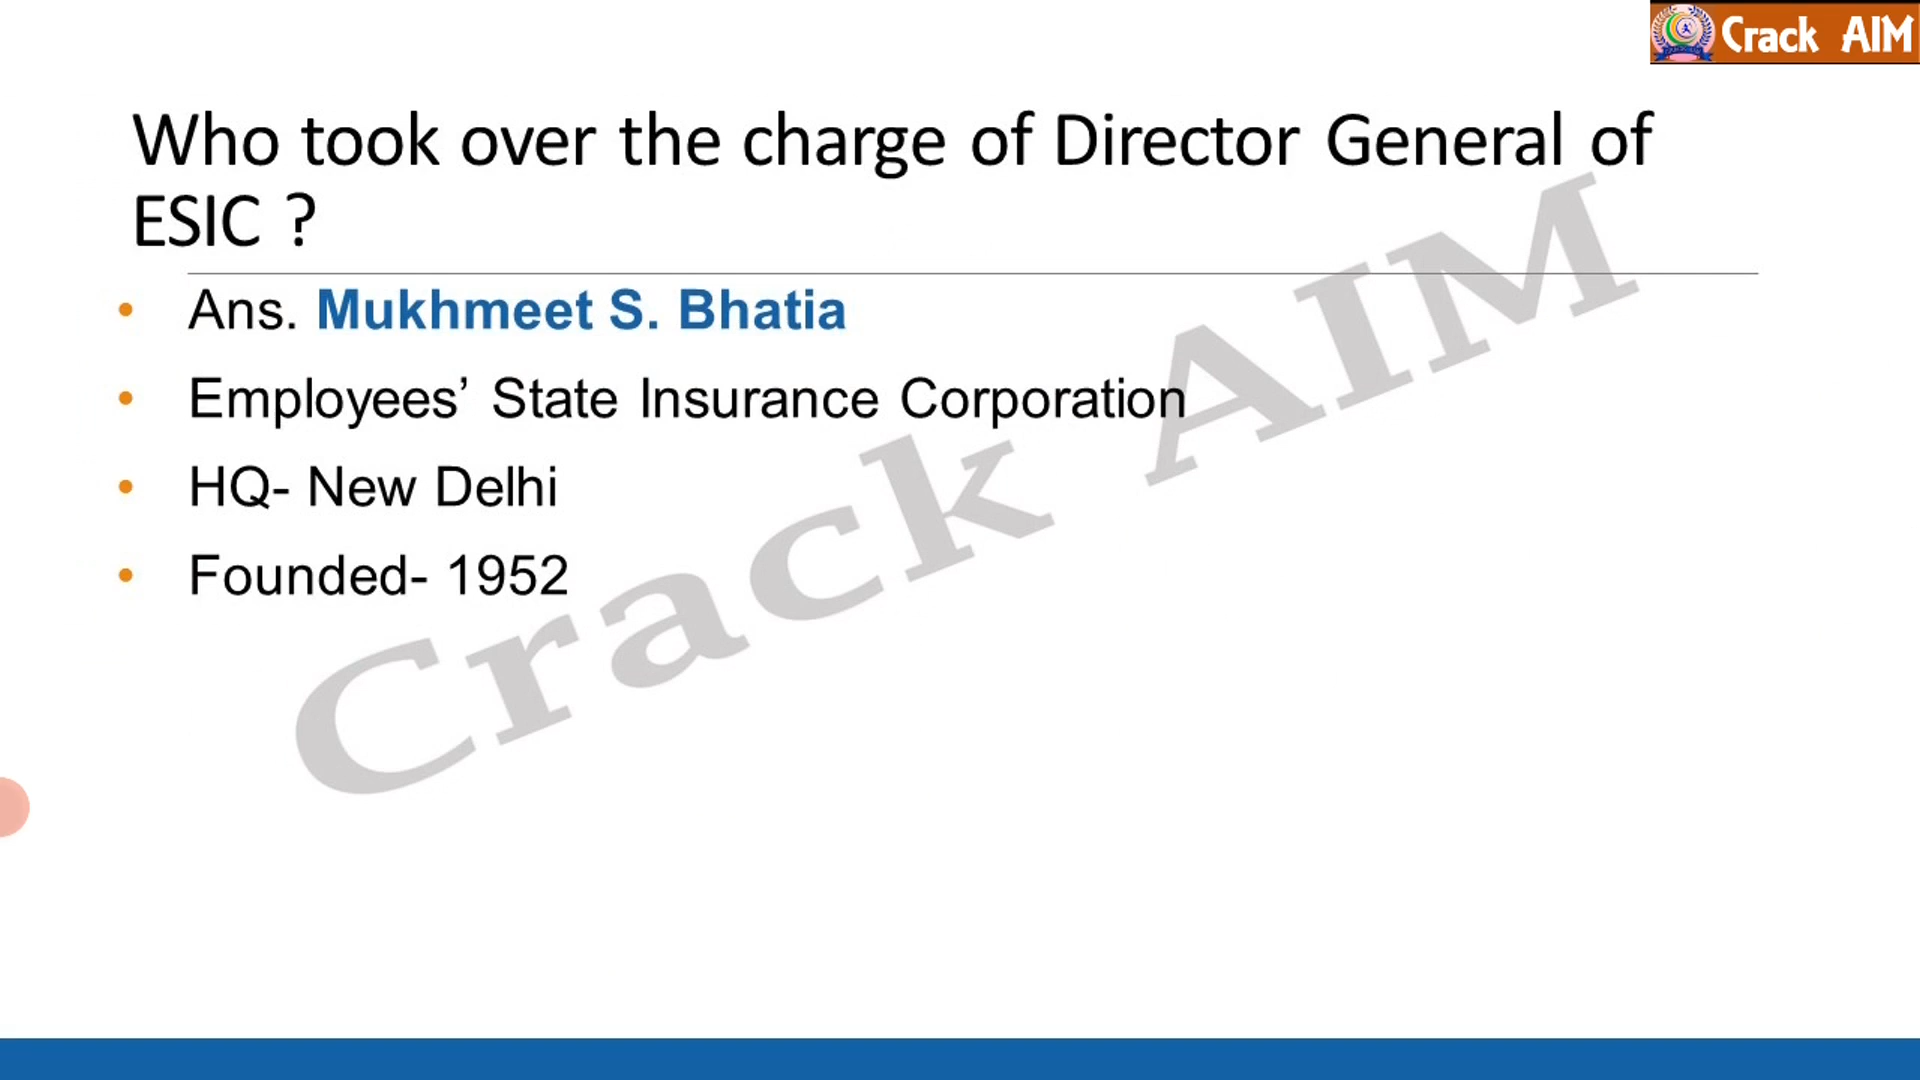 Crack AIM
Who took over the charge of Director General of
ESIC ?
• Ans. Mukhmeet S. Bhatia
• Employees’ State Insurance Corporation
• HQ- New Delhi
• Founded- 1952
Crack AIM